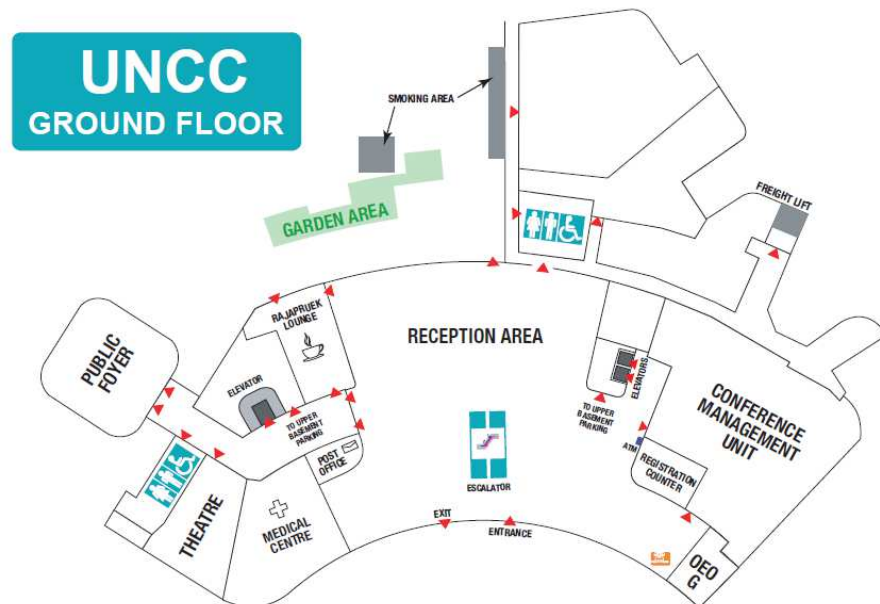 UNCC
GROUND FLOOR
SMOKING AREA
GARDEN AREA
FREIGHT LIFT
RAJAPRUEK
LOUNGE
RECEPTION AREA
PUBLIC
FOYER
ELEVATOR
ELEVATORS
TO UPPER
BASEMENT
PARKING
TO UPPER
BASEMENT
PARKING
CONFERENCE
MANAGEMENT
UNIT
ATM
REGISTRATION
COUNTER
POST
OFFICE
ESCALATOR
THEATRE
MEDICAL
CENTRE
EXIT
ENTRANCE
OEO
G